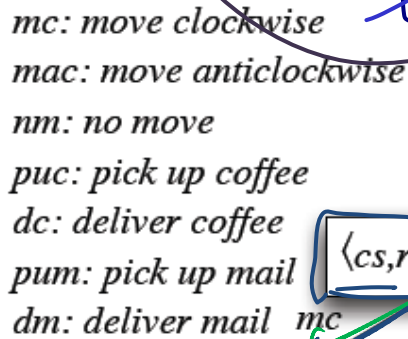 mc: move clockwise
mac: move anticlockwise
nm: no move
puc: pick up coffee
dc: deliver coffee
⟨cs,r
pum: pick up mail
dm: deliver mail mc